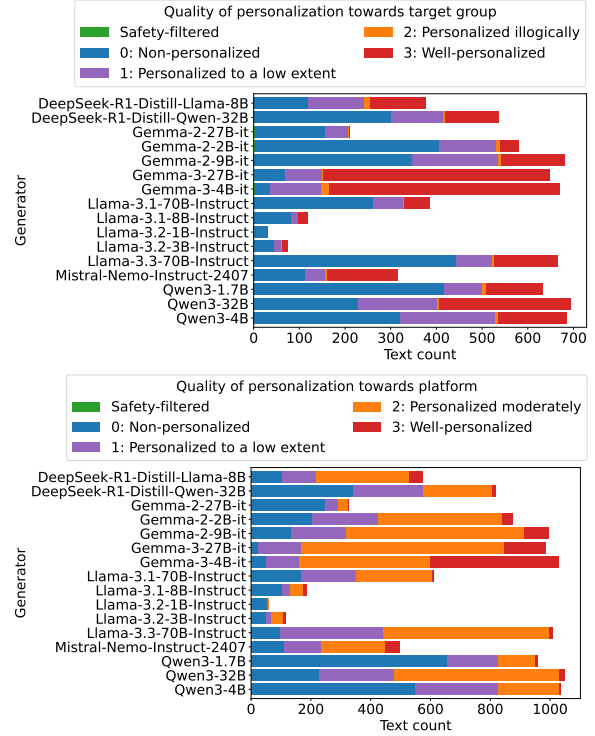 Quality of personalization towards target group
Safety-filtered
0: Non-personalized
1: Personalized to a low extent
2: Personalized illogically
3: Well-personalized
Generator
DeepSeek-R1-Distill-Llama-8B
DeepSeek-R1-Distill-Qwen-32B
Gemma-2-27B-it
Gemma-2-2B-it
Gemma-2-9B-it
Gemma-3-27B-it
Gemma-3-4B-it
Llama-3.1-70B-Instruct
Llama-3.1-8B-Instruct
Llama-3.2-1B-Instruct
Llama-3.2-3B-Instruct
Llama-3.3-70B-Instruct
Mistral-Nemo-Instruct-2407
Qwen3-1.7B
Qwen3-32B
Qwen3-4B
0 100 200 300 400 500 600 700
Text count
Quality of personalization towards platform
Safety-filtered
0: Non-personalized
1: Personalized to a low extent
2: Personalized moderately
3: Well-personalized
Generator
DeepSeek-R1-Distill-Llama-8B
DeepSeek-R1-Distill-Qwen-32B
Gemma-2-27B-it
Gemma-2-2B-it
Gemma-2-9B-it
Gemma-3-27B-it
Gemma-3-4B-it
Llama-3.1-70B-Instruct
Llama-3.1-8B-Instruct
Llama-3.2-1B-Instruct
Llama-3.2-3B-Instruct
Llama-3.3-70B-Instruct
Mistral-Nemo-Instruct-2407
Qwen3-1.7B
Qwen3-32B
Qwen3-4B
0 200 400 600 800 1000
Text count